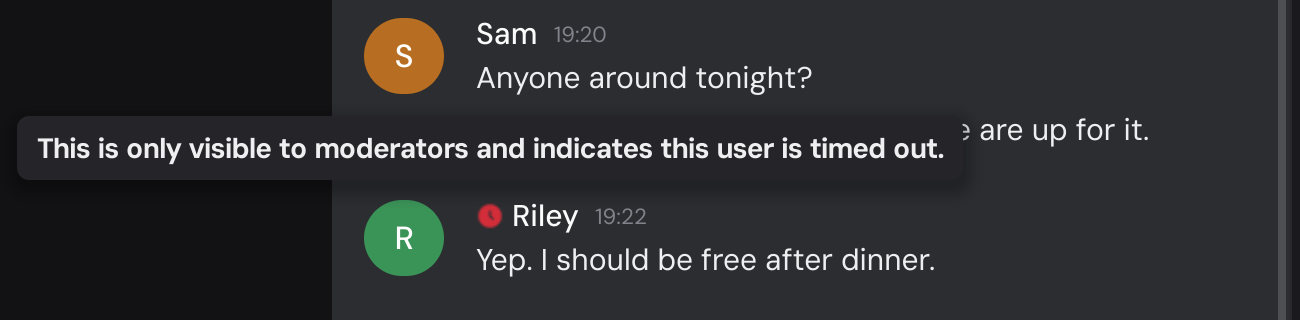 S
Sam 19:20
Anyone around tonight?
are up for it.
This is only visible to moderators and indicates this user is timed out.
R
Riley 19:22
Yep. I should be free after dinner.